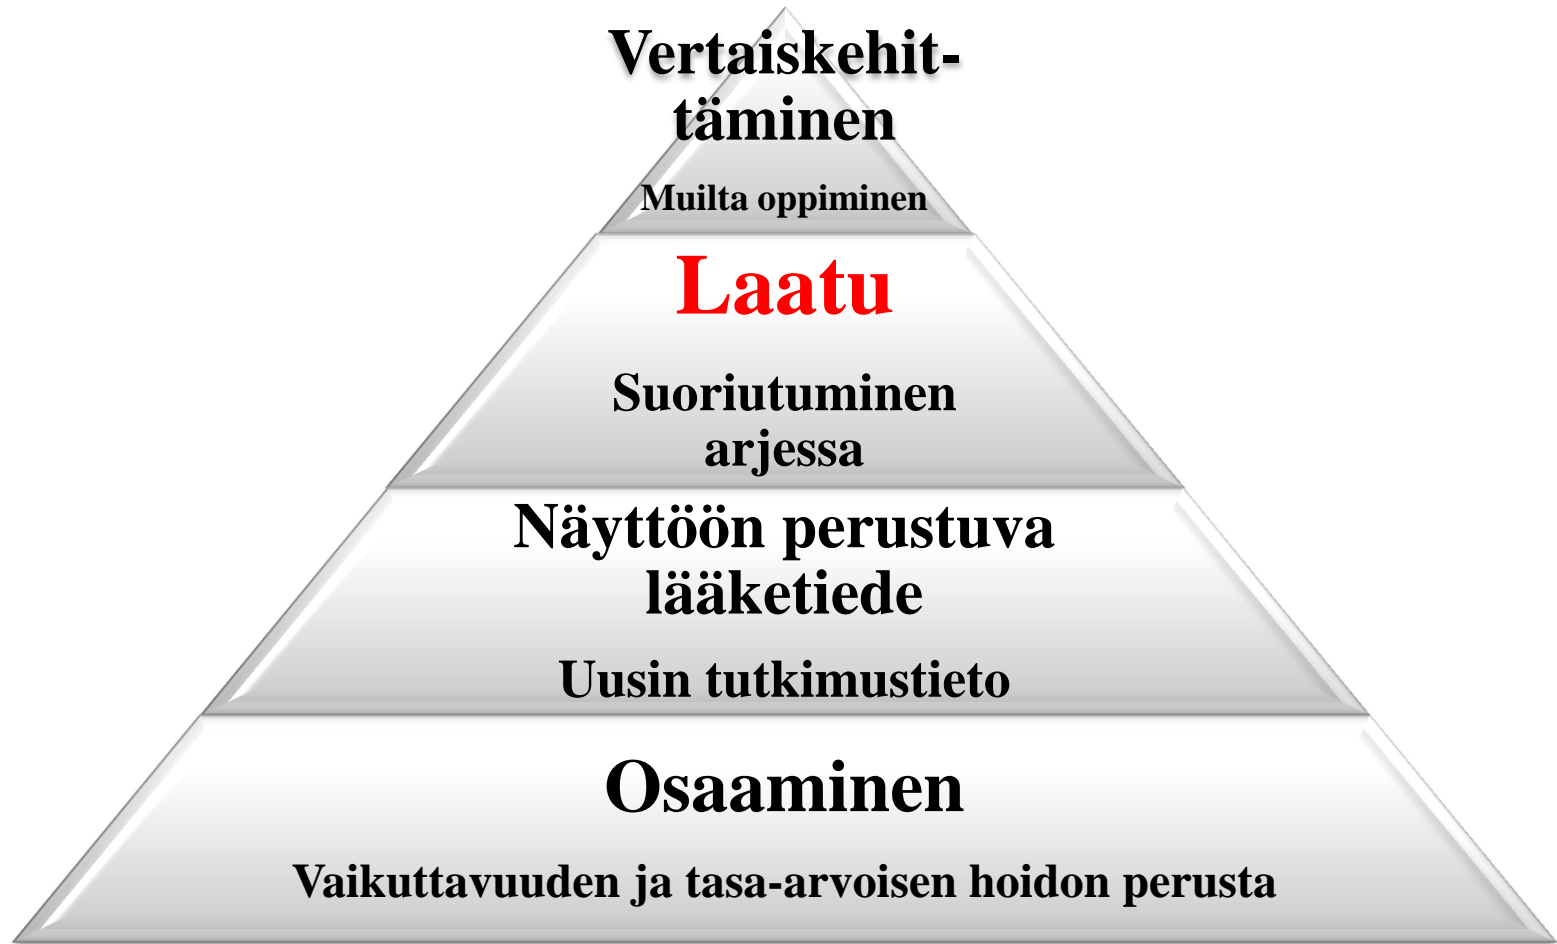 Vertaiskehit-
täminen
Muilta oppiminen
Laatu
Suoriutuminen
arjessa
Näyttöön perustuva
lääketiede
Uusin tutkimustieto
Osaaminen
Vaikuttavuuden ja tasa-arvoisen hoidon perusta